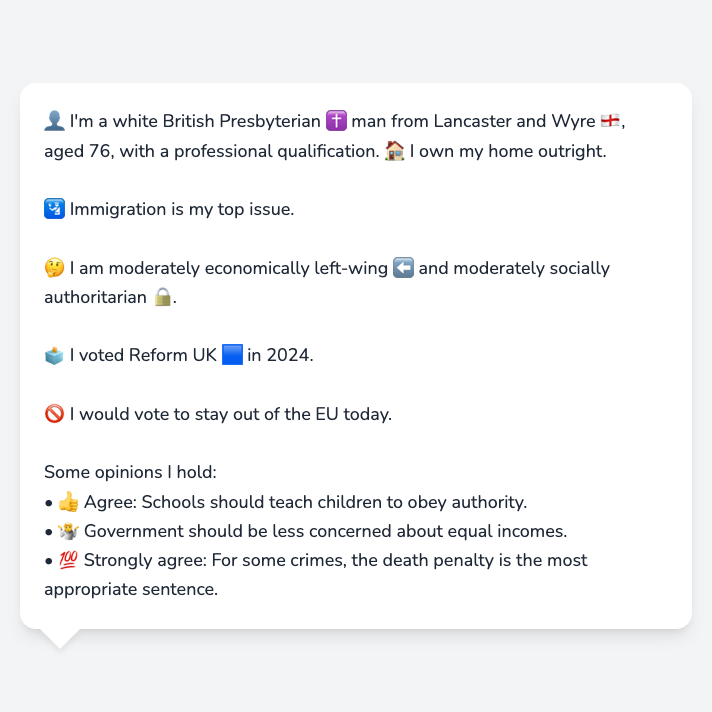 👤 I'm a white British Presbyterian ✝️ man from Lancaster and Wyre 🏴󠁧󠁢󠁥󠁮󠁧󠁿,
aged 76, with a professional qualification. 🏠 I own my home outright.
🛂 Immigration is my top issue.
🤔 I am moderately economically left-wing ⬅️ and moderately socially
authoritarian 🔒.
🗳️ I voted Reform UK 🟦 in 2024.
🚫 I would vote to stay out of the EU today.
Some opinions I hold:
• 👍 Agree: Schools should teach children to obey authority.
• 🤷 Government should be less concerned about equal incomes.
• 💯 Strongly agree: For some crimes, the death penalty is the most
appropriate sentence.